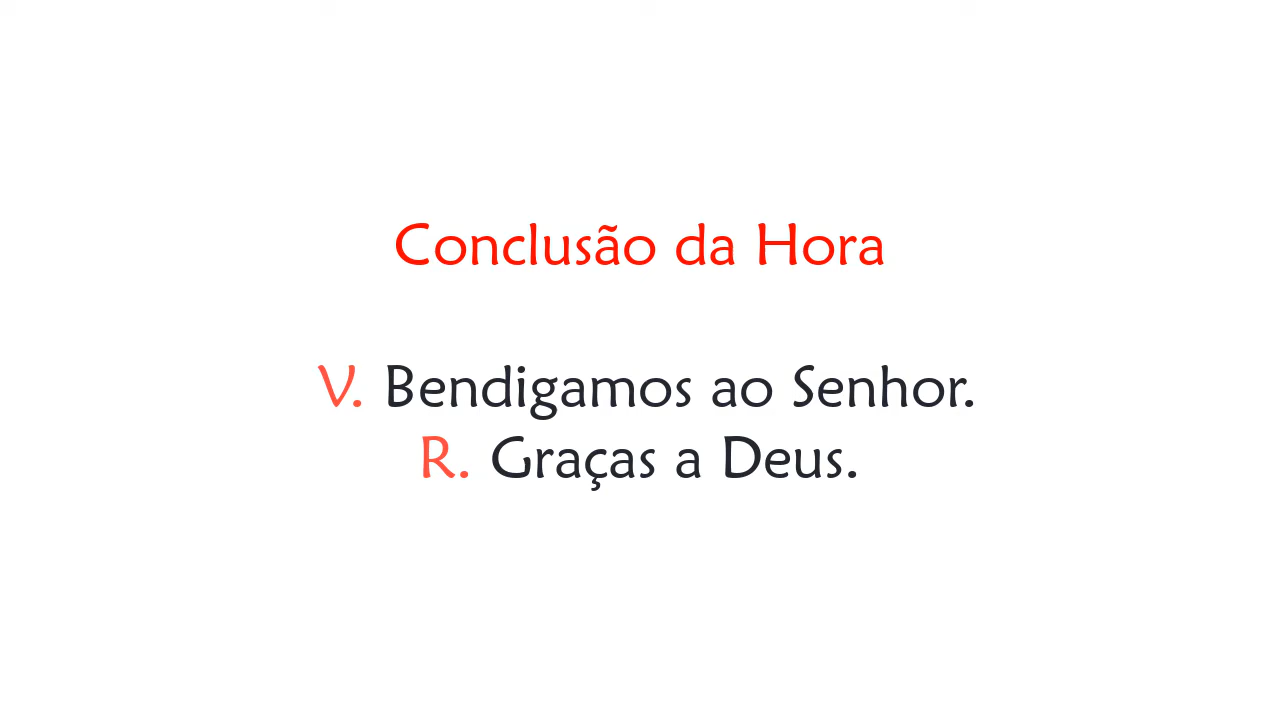 Conclusão da Hora
V. Bendigamos ao Senhor.
R. Graças a Deus.